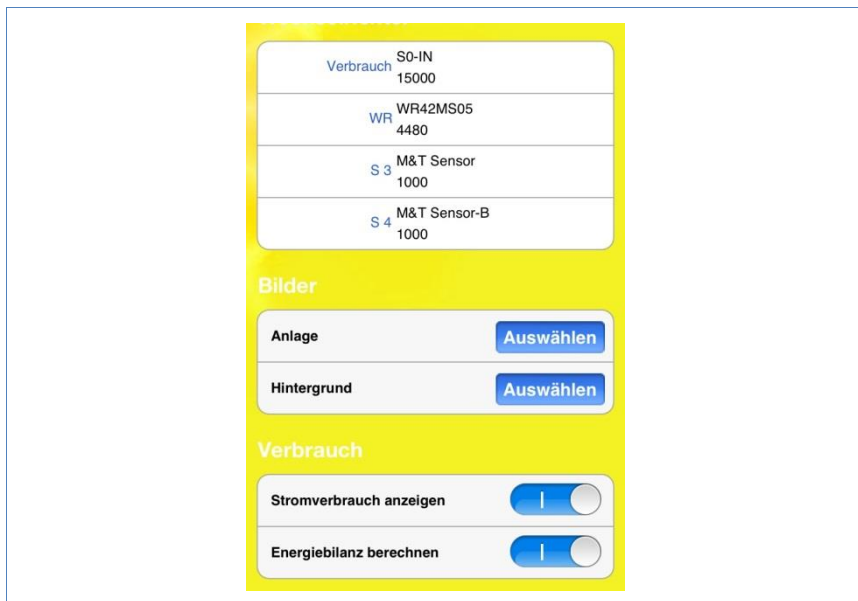 Verbrauch S0-IN
15000
WR WR42MS05
4480
S 3 M&T Sensor
1000
S 4 M&T Sensor-B
1000
Bilder
Anlage Auswählen
Hintergrund Auswählen
Verbrauch
Stromverbrauch anzeigen
Energiebilanz berechnen